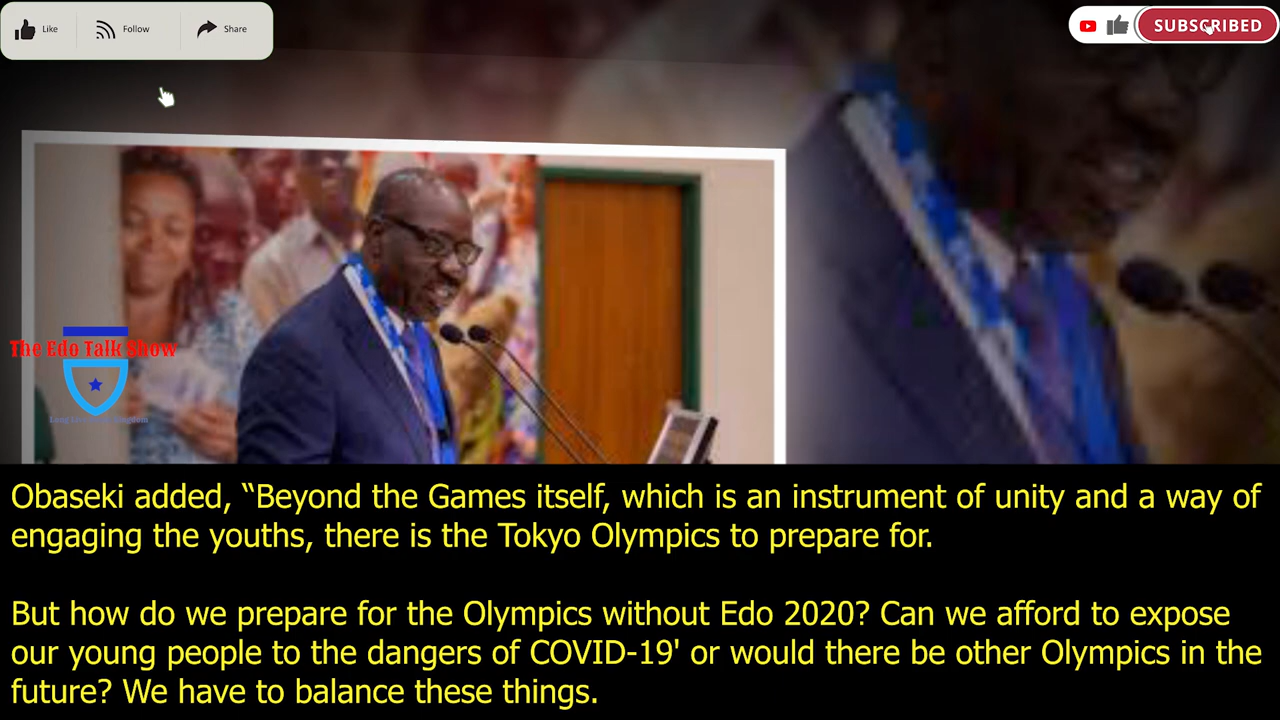 Like
Follow
Share
SUBSCRIBED
The Edo Talk Show
Obaseki added, “Beyond the Games itself, which is an instrument of unity and a way of
engaging the youths, there is the Tokyo Olympics to prepare for.
But how do we prepare for the Olympics without Edo 2020? Can we afford to expose
our young people to the dangers of COVID-19' or would there be other Olympics in the
future? We have to balance these things.